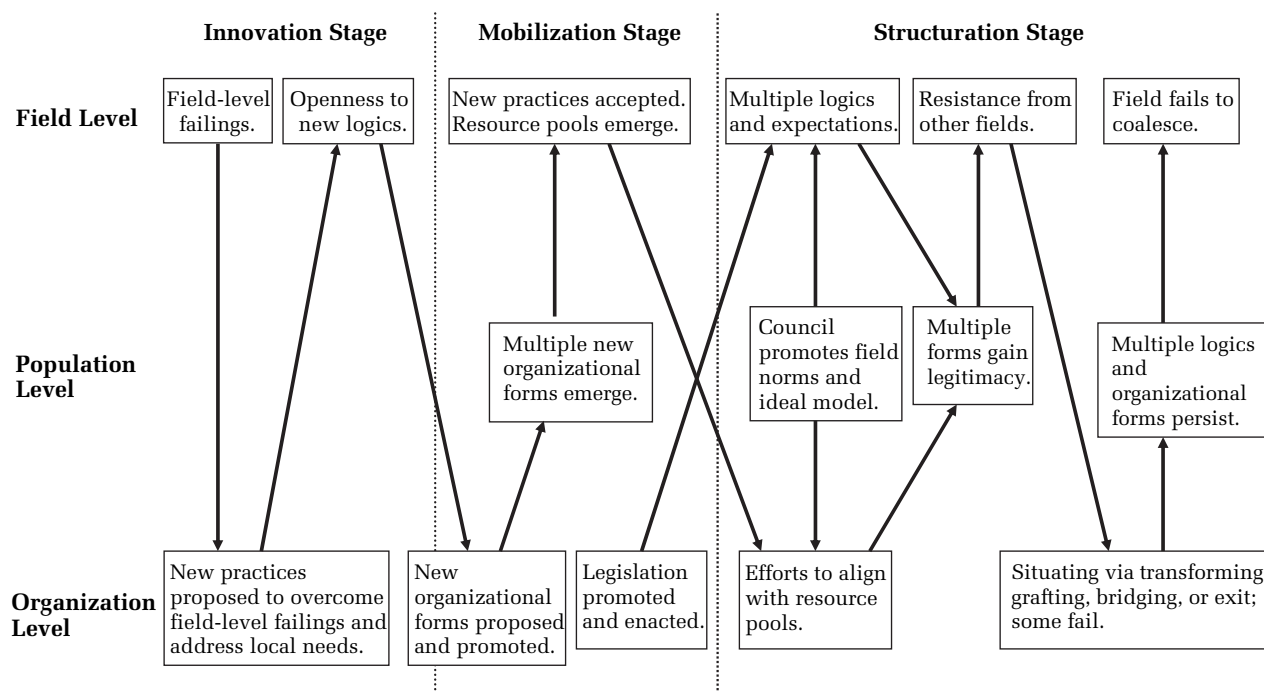 Innovation Stage
Mobilization Stage
Structuration Stage
Field Level
Field-level
failings.
Openness to
new logics.
New practices accepted.
Resource pools emerge.
Multiple logics
and expectations.
Resistance from
other fields.
Field fails to
coalesce.
Population
Level
Multiple new
organizational
forms emerge.
Council
promotes field
norms and
ideal model.
Multiple
forms gain
legitimacy.
Multiple logics
and
organizational
forms persist.
Organization
Level
New practices
proposed to overcome
field-level failings and
address local needs.
New
organizational
forms proposed
and promoted.
Legislation
promoted
and enacted.
Efforts to align
with resource
pools.
Situating via transforming
grafting, bridging, or exit;
some fail.